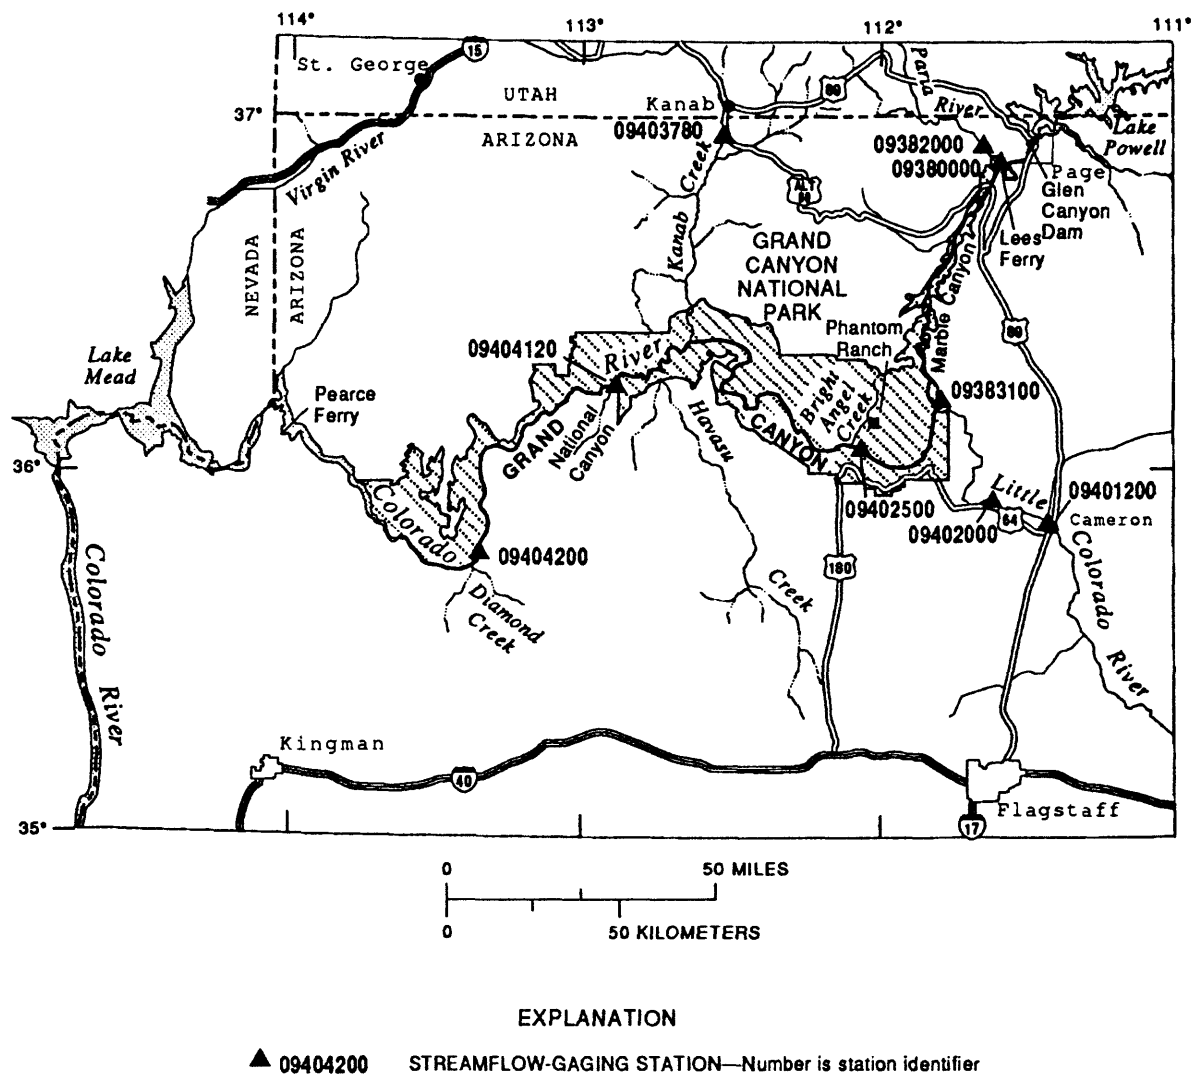 114°
113°
112°
111°
15
St. George
UTAH
Kanab
89
Paria
River
37°
ARIZONA
09403780
09382000
09380000
Lake
Powell
Virgin River
Creek
Kanab
ALT
Page
Glen
Canyon
Dam
Lees
Ferry
NEVADA
ARIZONA
GRAND
CANYON
NATIONAL
PARK
Marble Canyon
89
Phantom
Ranch
Lake
Mead
09404120
River
Pearce
Ferry
Bright
Angel
Creek
09383100
GRAND
National
Canyon
Havasu
CANYON
36°
Colorado
Little
09401200
09402500
09402000
64
Cameron
09404200
Colorado
River
Diamond
Creek
Creek
180
Colorado
River
Kingman
40
Flagstaff
35°
17
0 50 MILES
0 50 KILOMETERS
EXPLANATION
09404200 STREAMFLOW-GAGING STATION—Number is station identifier